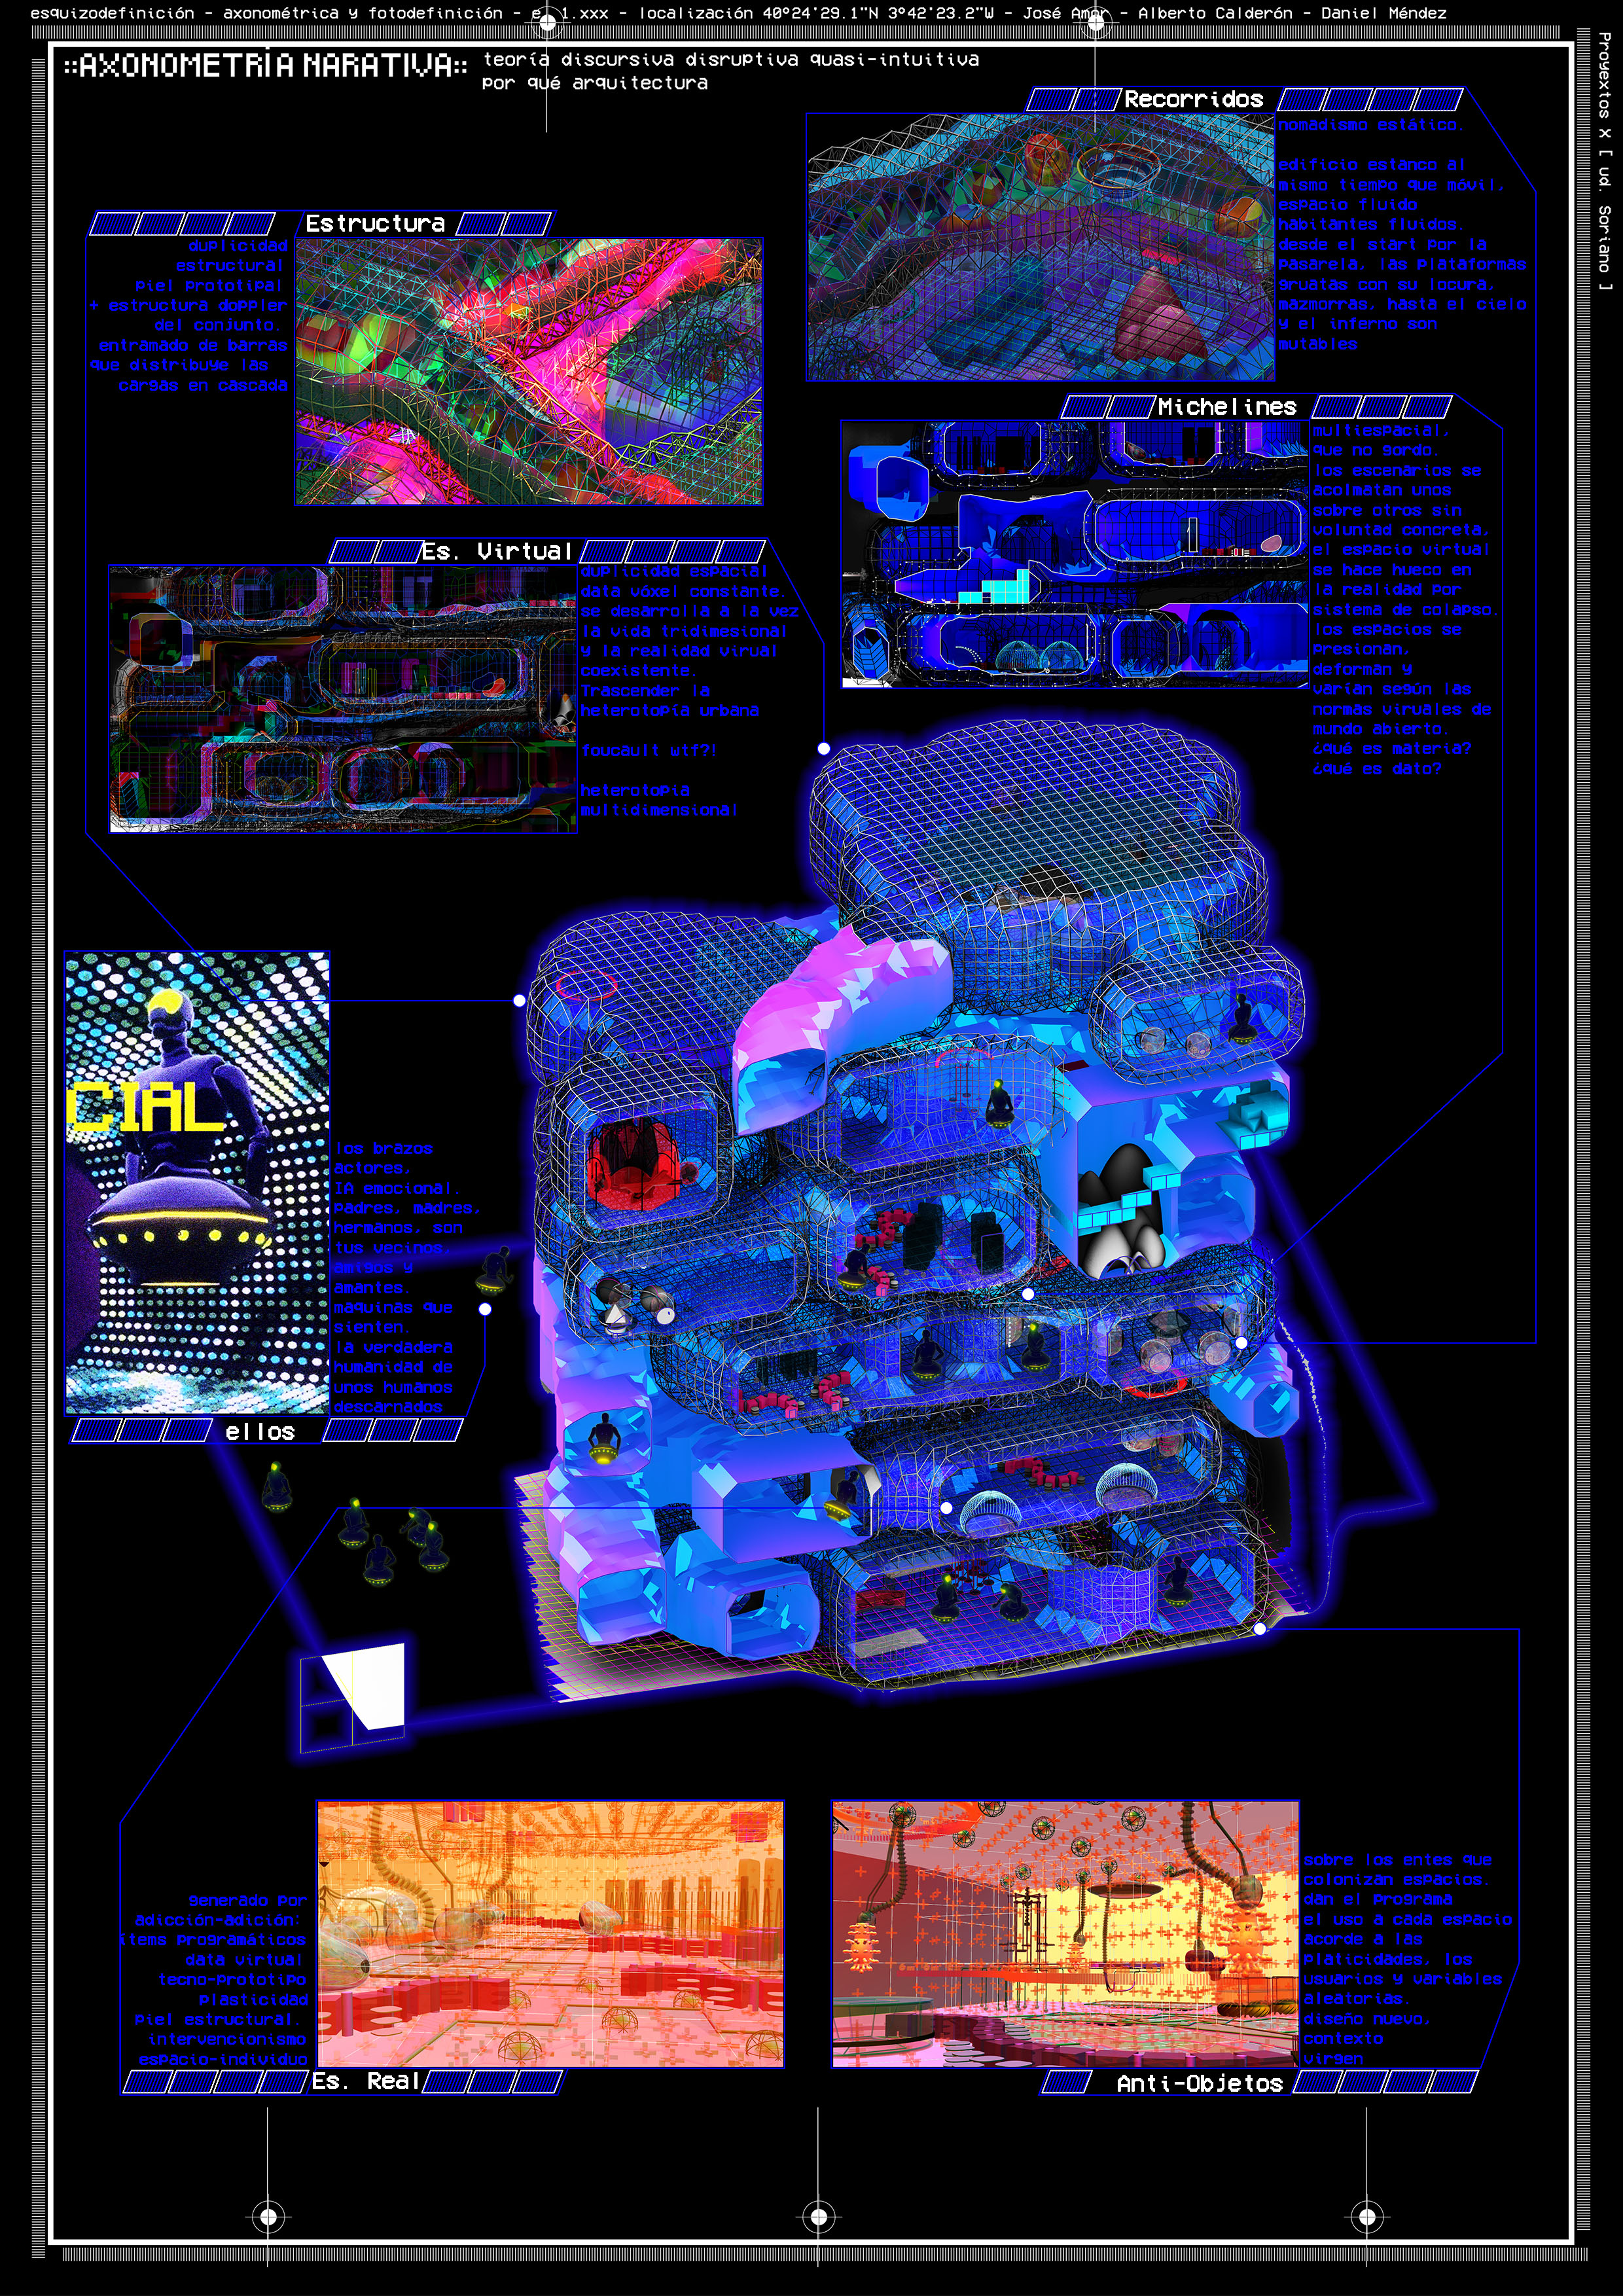 esquizodefinición - axonométrica y fotodefinición - e 1.xxx - localización 40°24'29.1"N 3°42'23.2"W - José Amor - Alberto Calderón - Daniel Méndez
Proyextos X [ ud. Soriano ]
::AXONOMETRÍA NARATIVA::
teoría discursiva disruptiva quasi-intuitiva
por qué arquitectura
Recorridos
nomadismo estático.
edificio estanco al
mismo tiempo que móvil,
espacio fluido
habitantes fluidos.
desde el start por la
pasarela, las plataformas
gruatas con su locura,
mazmorras, hasta el cielo
y el inferno son
mutables
Estructura
duplicidad
estructural
piel prototipal
+ estructura doppler
del conjunto.
entramado de barras
que distribuye las
cargas en cascada
Michelines
multiespacial,
que no gordo.
los escenarios se
acolmatan unos
sobre otros sin
voluntad concreta,
el espacio virtual
se hace hueco en
la realidad por
sistema de colapso.
los espacios se
presionan,
deforman y
varían según las
normas viruales de
mundo abierto.
¿qué es materia?
¿qué es dato?
Es. Virtual
duplicidad espacial
data vóxel constante.
se desarrolla a la vez
la vida tridimesional
y la realidad virual
coexistente.
Trascender la
heterotopía urbana
foucault wtf?!
heterotopia
multidimensional
CIAL
los brazos
actores,
IA emocional.
padres, madres,
hermanos, son
tus vecinos,
amigos y
amantes.
maquinas que
sienten.
la verdadera
humanidad de
unos humanos
descarnados
ellos
generado por
adicción-adición:
ítems programáticos
data virtual
tecno-prototipo
plasticidad
piel estructural.
intervencionismo
espacio-individuo
Es. Real
sobre los entes que
colonizan espacios.
dan el programa
el uso a cada espacio
acorde a las
platicidades, los
usuarios y variables
aleatorias.
diseño nuevo,
contexto
virgen
Anti-Objetos